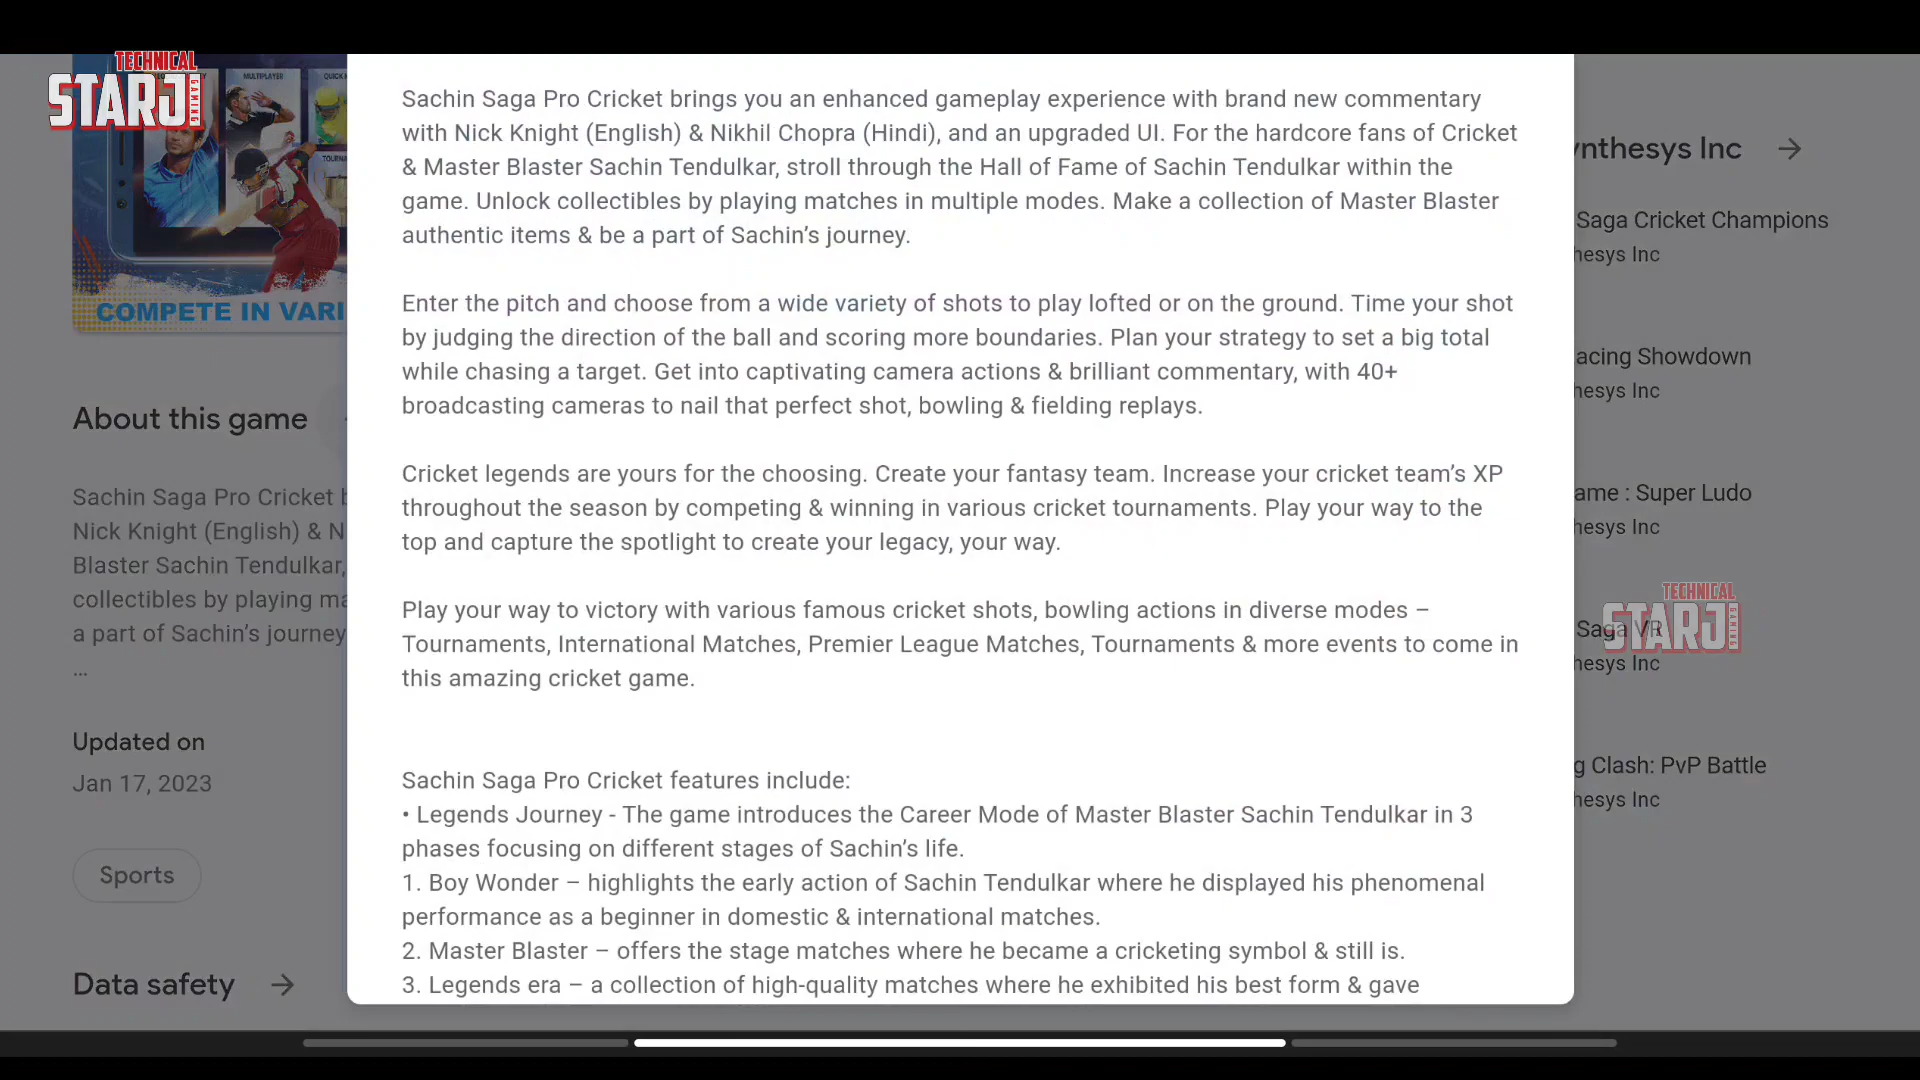 TECHNICAL
STARJI
GAMING
MULTIPLAYER
QUICK
COMPETE IN VARI
About this game
Sachin Saga Pro Cricket
Nick Knight (English) & N
Blaster Sachin Tendulkar,
collectibles by playing ma
a part of Sachin's journey
...
Updated on
Jan 17, 2023
Sports
Data safety
Sachin Saga Pro Cricket brings you an enhanced gameplay experience with brand new commentary
with Nick Knight (English) & Nikhil Chopra (Hindi), and an upgraded UI. For the hardcore fans of Cricket
& Master Blaster Sachin Tendulkar, stroll through the Hall of Fame of Sachin Tendulkar within the
game. Unlock collectibles by playing matches in multiple modes. Make a collection of Master Blaster
authentic items & be a part of Sachin's journey.
Enter the pitch and choose from a wide variety of shots to play lofted or on the ground. Time your shot
by judging the direction of the ball and scoring more boundaries. Plan your strategy to set a big total
while chasing a target. Get into captivating camera actions & brilliant commentary, with 40+
broadcasting cameras to nail that perfect shot, bowling & fielding replays.
Cricket legends are yours for the choosing. Create your fantasy team. Increase your cricket team's XP
throughout the season by competing & winning in various cricket tournaments. Play your way to the
top and capture the spotlight to create your legacy, your way.
Play your way to victory with various famous cricket shots, bowling actions in diverse modes –
Tournaments, International Matches, Premier League Matches, Tournaments & more events to come in
this amazing cricket game.
Sachin Saga Pro Cricket features include:
• Legends Journey - The game introduces the Career Mode of Master Blaster Sachin Tendulkar in 3
phases focusing on different stages of Sachin's life.
1. Boy Wonder – highlights the early action of Sachin Tendulkar where he displayed his phenomenal
performance as a beginner in domestic & international matches.
2. Master Blaster – offers the stage matches where he became a cricketing symbol & still is.
3. Legends era – a collection of high-quality matches where he exhibited his best form & gave
ynthesys Inc
Saga Cricket Champions
hesys Inc
acing Showdown
hesys Inc
ame : Super Ludo
hesys Inc
Saga VR
hesys Inc
TECHNICAL
STARJI
GAMING
g Clash: PvP Battle
hesys Inc